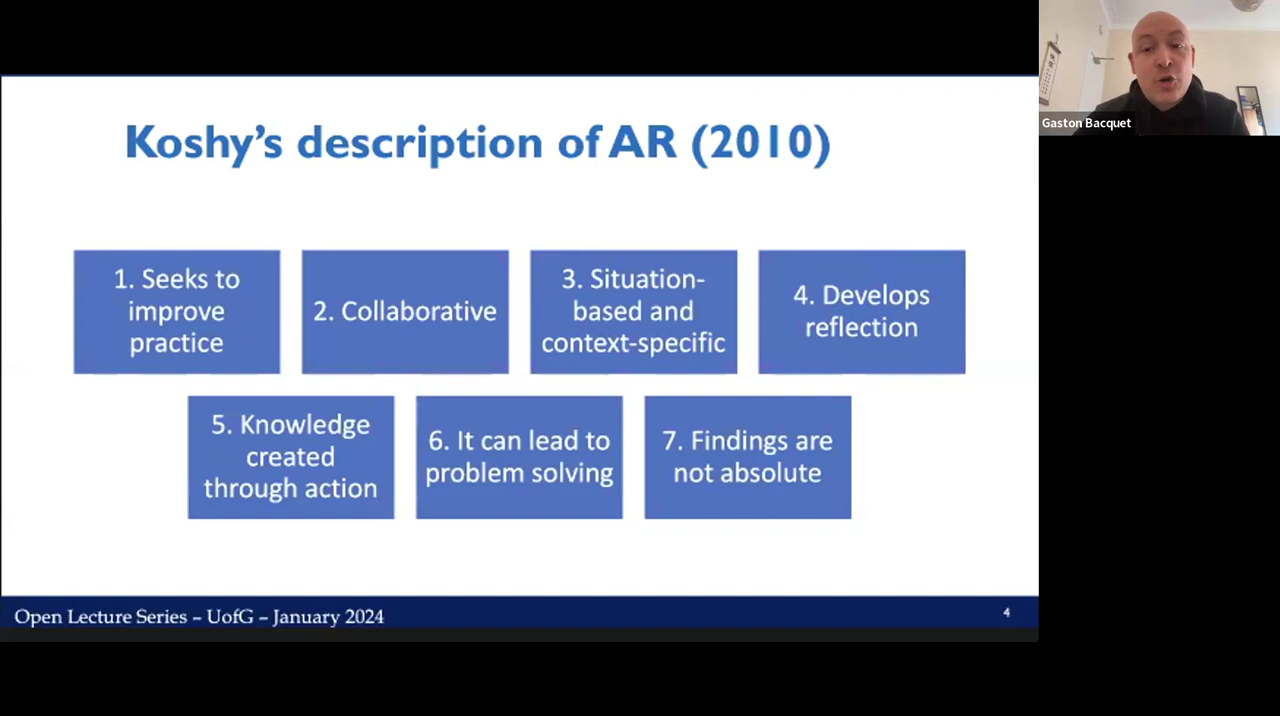 Koshy's description of AR (2010)
1. Seeks to
improve
practice
2. Collaborative
3. Situation-
based and
context-specific
4. Develops
reflection
5. Knowledge
created
through action
6. It can lead to
problem solving
7. Findings are
not absolute
Open Lecture Series – UofG – January 2024
4
Gaston Bacquet